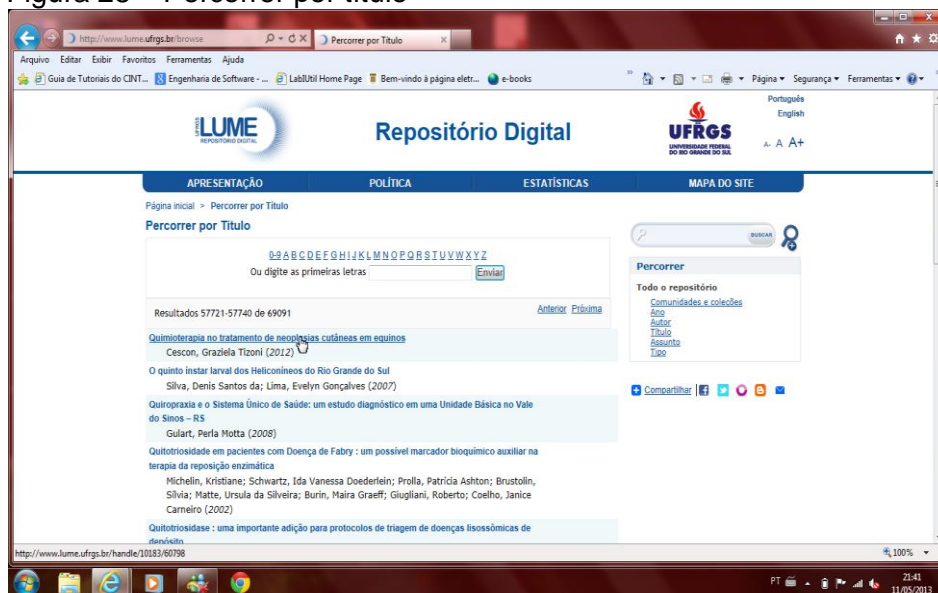 Figura 28 – Percorrer por título
http://www.lume.ufrgs.br/browse
Percorrer por Título
Arquivo Editar Exibir Favoritos Ferramentas Ajuda
Guia de Tutoriais do CINT... Engenharia de Software - ... LabIUtil Home Page Bem-vindo à página eletr... e-books
Página Segurança Ferramentas
Português
English
UFRGS LUME
REPOSITÓRIO DIGITAL
Repositório Digital
UFRGS
UNIVERSIDADE FEDERAL
DO RIO GRANDE DO SUL
A- A A+
APRESENTAÇÃO POLÍTICA ESTATÍSTICAS MAPA DO SITE
Página inicial > Percorrer por Título
Percorrer por Título
0-9 A B C D E F G H I J K L M N O P Q R S T U V W X Y Z
Ou digite as primeiras letras Enviar
Resultados 57721-57740 de 69091 Anterior Próxima
Quimioterapia no tratamento de neoplasias cutâneas em equinos
Cescon, Graziela Tizoni (2012)
O quinto ínstar larval dos Heliconíneos do Rio Grande do Sul
Silva, Denis Santos da; Lima, Evelyn Gonçalves (2007)
Quiropraxia e o Sistema Único de Saúde: um estudo diagnóstico em uma Unidade Básica no Vale
do Sinos – RS
Gulart, Perla Motta (2008)
Quitotriosidade em pacientes com Doença de Fabry : um possível marcador bioquímico auxiliar na
terapia da reposição enzimática
Michelin, Kristiane; Schwartz, Ida Vanessa Doederlein; Prolla, Patrícia Ashton; Brustolin,
Sílvia; Matte, Ursula da Silveira; Burin, Maira Graeff; Giugliani, Roberto; Coelho, Janice
Carneiro (2002)
Quitotriosidase : uma importante adição para protocolos de triagem de doenças lisossômicas de
depósito
BUSCAR
Percorrer
Todo o repositório
Comunidades e coleções
Ano
Autor
Título
Assunto
Tipo
Compartilhar
http://www.lume.ufrgs.br/handle/10183/60798
100%
PT
21:41
11/05/2013